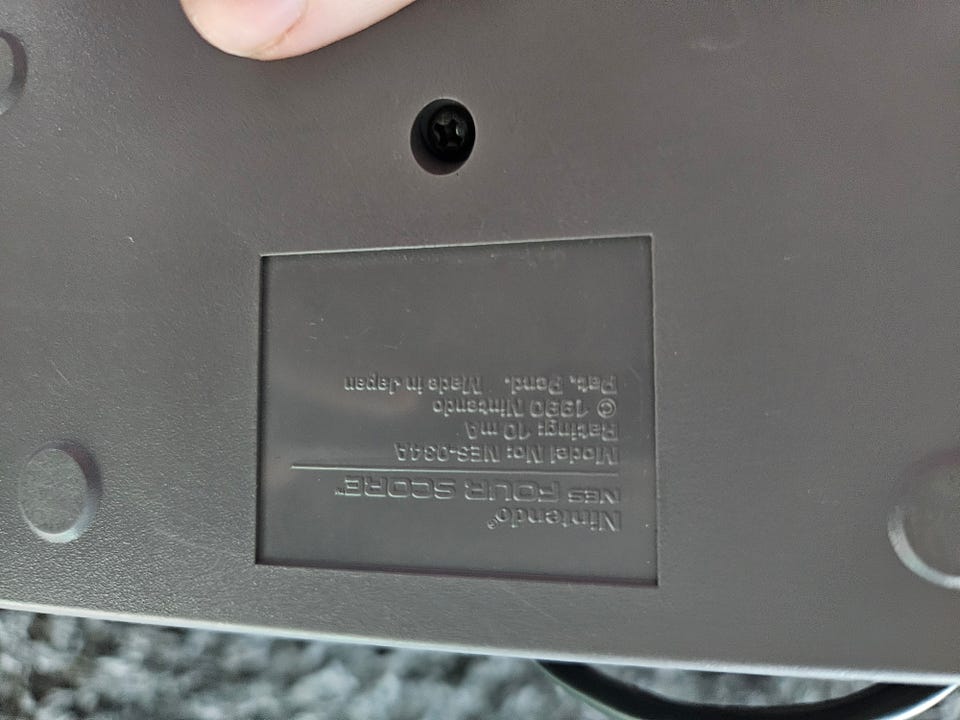 Nintendo®
NES FOUR SCORE™
Model No: NES-034A
Rating: 10 mA
© 1990 Nintendo
Pat. Pend. Made in Japan